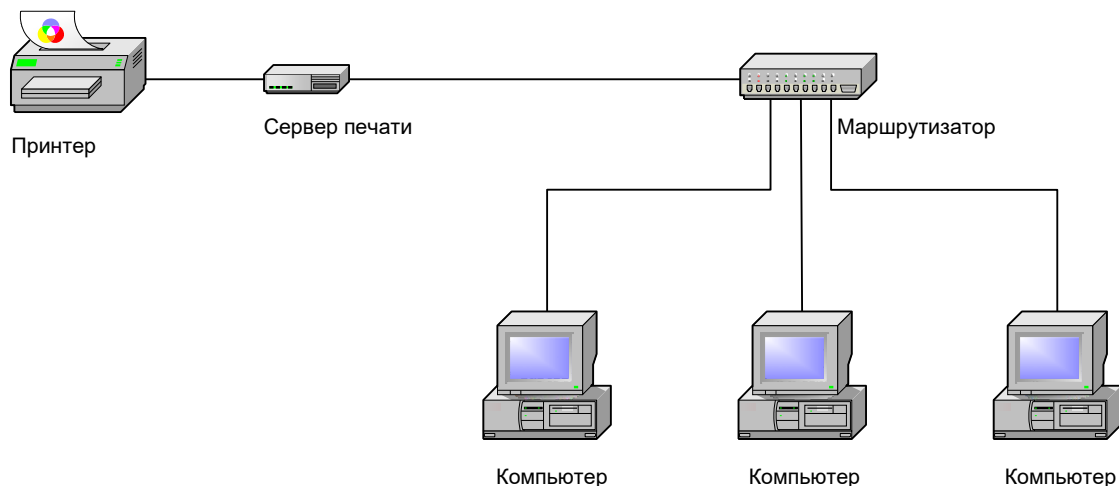 Принтер
Сервер печати
Маршрутизатор
Компьютер
Компьютер
Компьютер